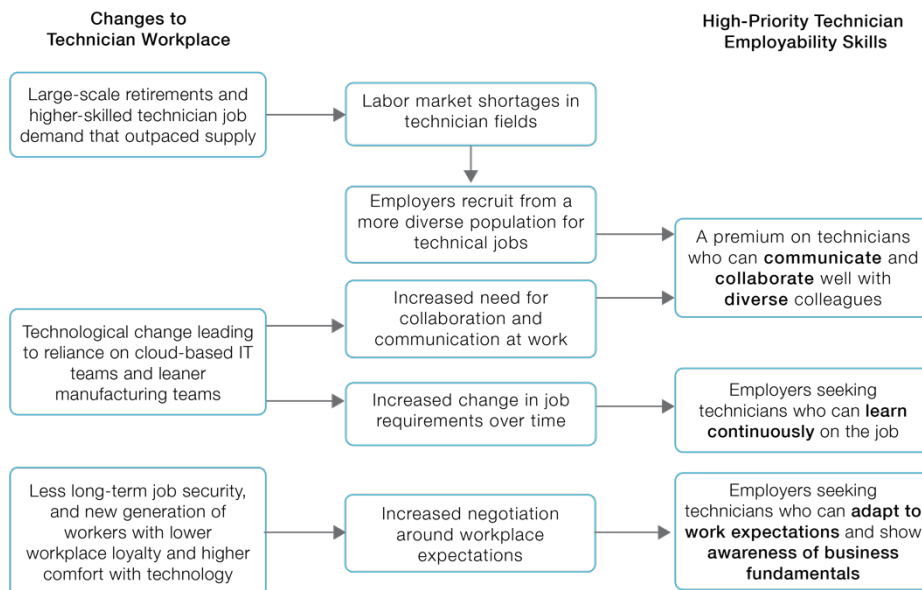 Changes to
Technician Workplace
High-Priority Technician
Employability Skills
Large-scale retirements and
higher-skilled technician job
demand that outpaced supply
Labor market shortages in
technician fields
Employers recruit from a
more diverse population for
technical jobs
A premium on technicians
who can communicate and
collaborate well with
diverse colleagues
Technological change leading
to reliance on cloud-based IT
teams and leaner
manufacturing teams
Increased need for
collaboration and
communication at work
Increased change in job
requirements over time
Employers seeking
technicians who can learn
continuously on the job
Less long-term job security,
and new generation of
workers with lower
workplace loyalty and higher
comfort with technology
Increased negotiation
around workplace
expectations
Employers seeking
technicians who can adapt to
work expectations and show
awareness of business
fundamentals